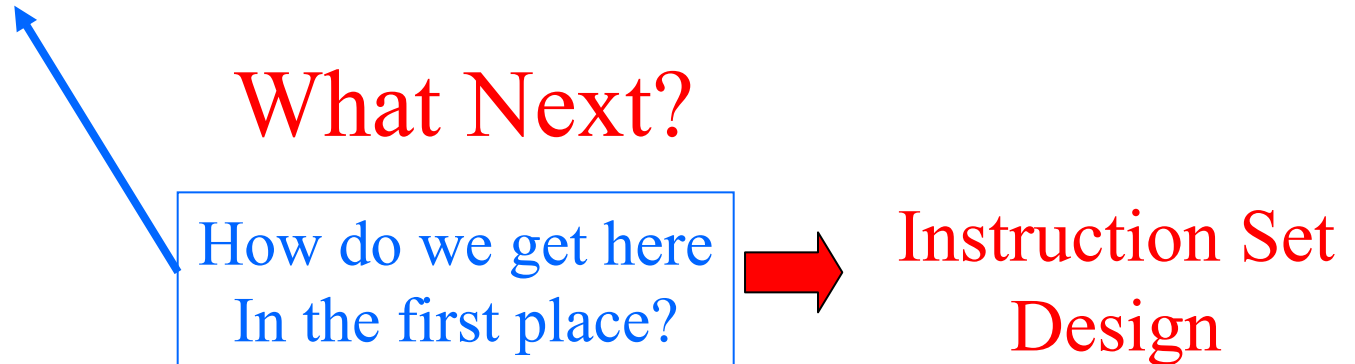 What Next?
How do we get here
In the first place?
Instruction Set
Design